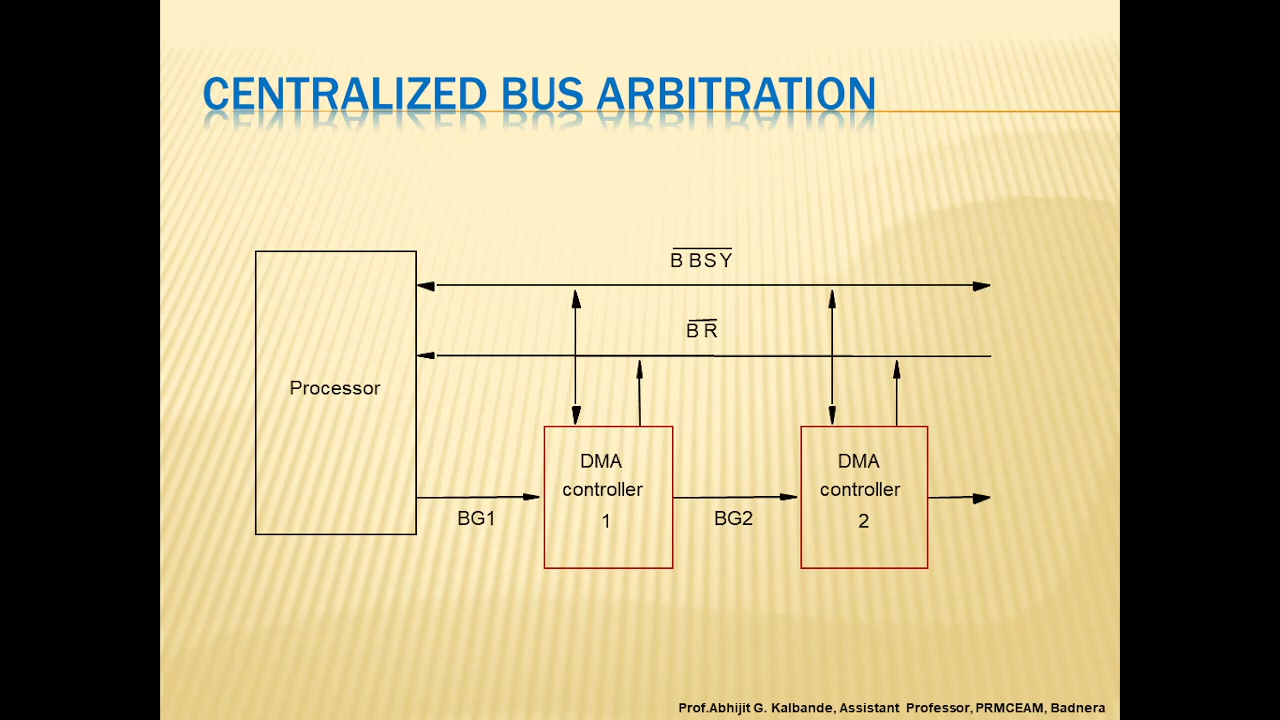 CENTRALIZED BUS ARBITRATION
B BSY
B R
Processor
DMA
controller
1
DMA
controller
2
BG1
BG2
Prof.Abhijit G. Kalbande, Assistant Professor, PRMCEAM, Badnera